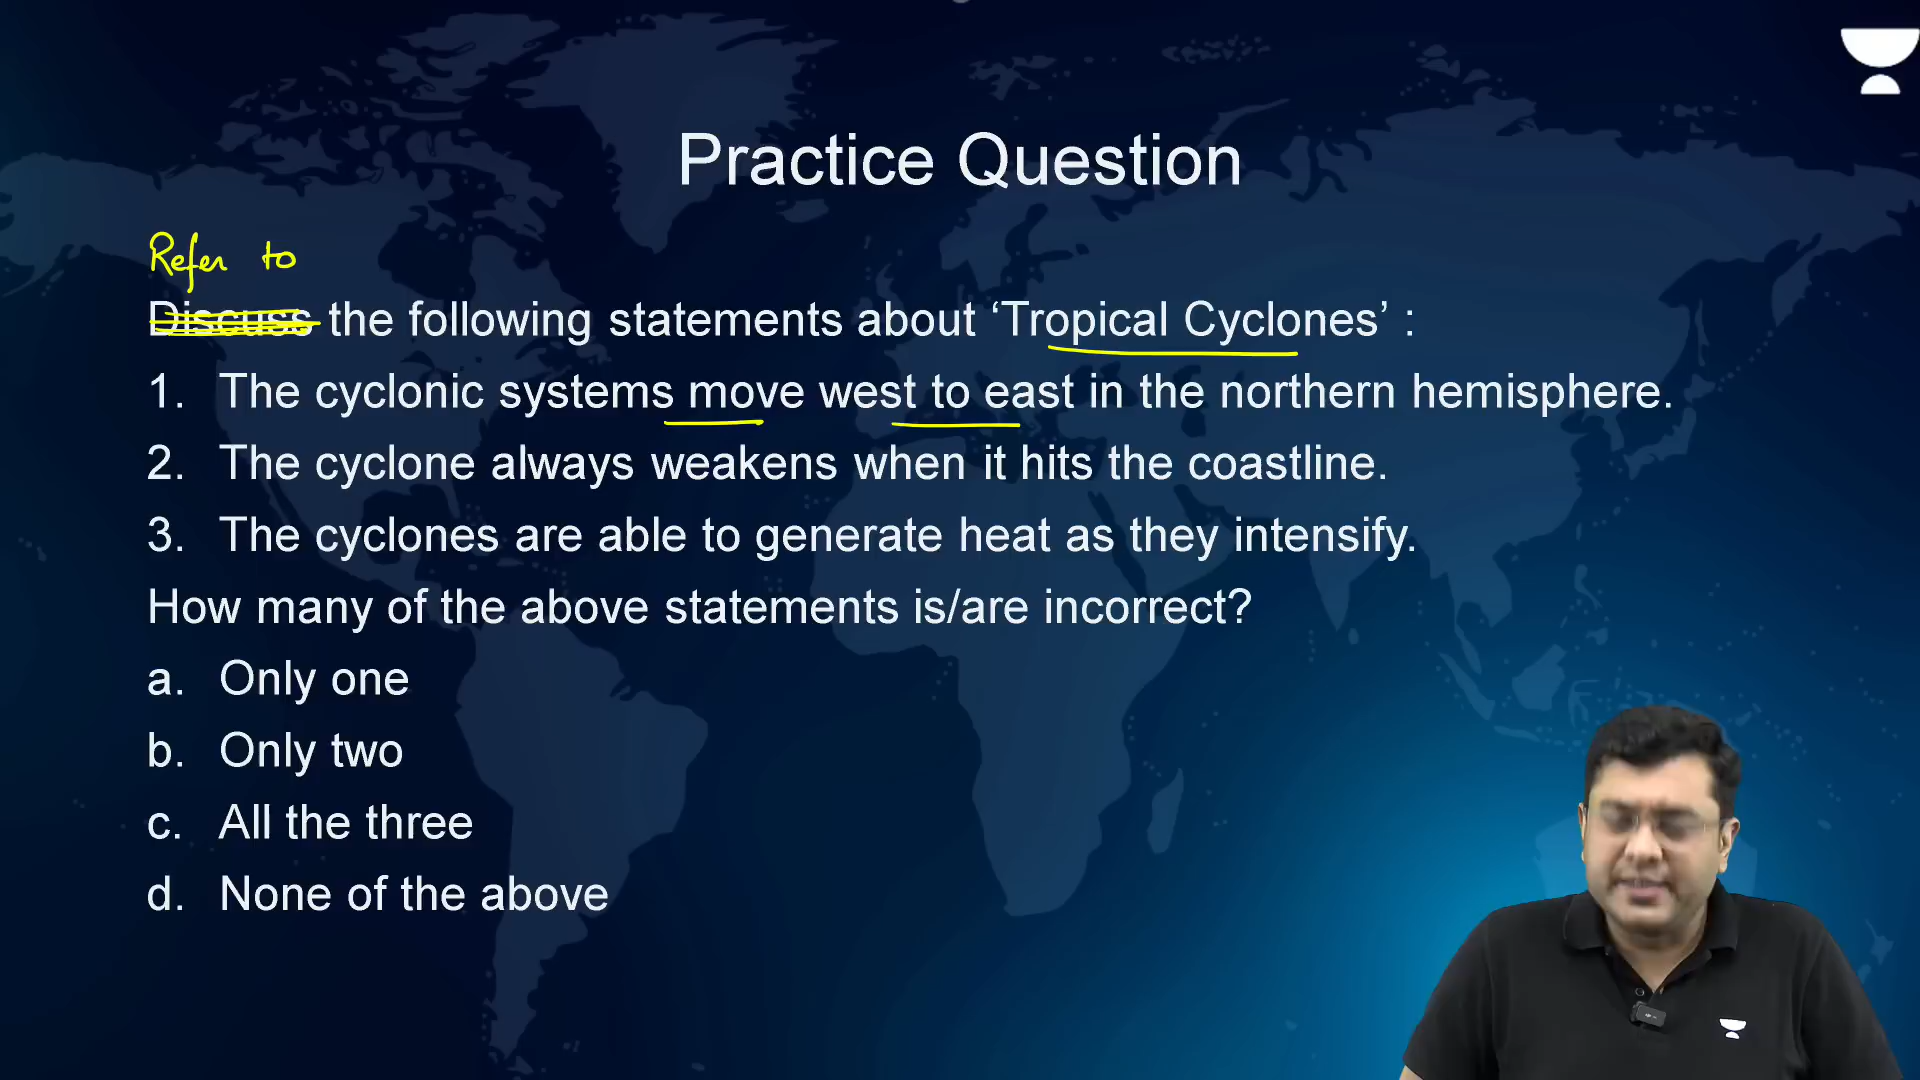 Practice Question
Refer to
Discuss the following statements about ‘Tropical Cyclones’ :
1. The cyclonic systems move west to east in the northern hemisphere.
2. The cyclone always weakens when it hits the coastline.
3. The cyclones are able to generate heat as they intensify.
How many of the above statements is/are incorrect?
a. Only one
b. Only two
c. All the three
d. None of the above